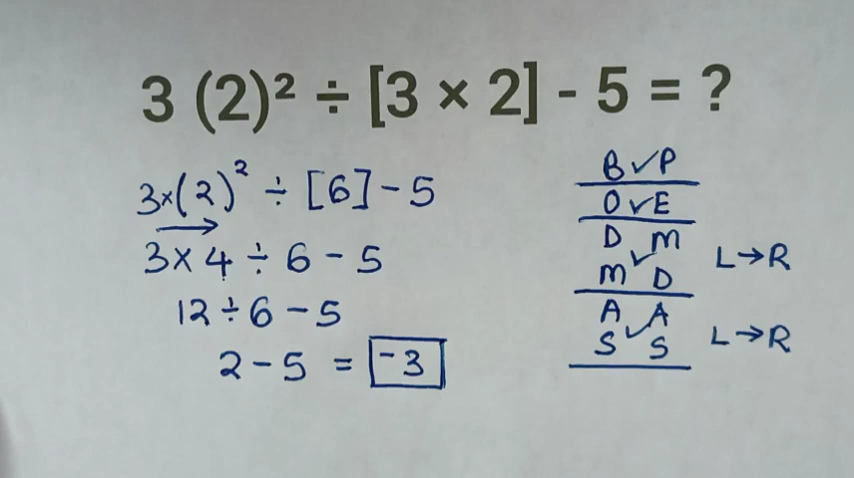 3 (2)² ÷ [3 × 2] - 5 = ?
3×(2)² ÷ [6] - 5
3 × 4 ÷ 6 - 5
12 ÷ 6 - 5
2 - 5 = -3
B ✓ P
O ✓ E
D M
✓
M D
L → R
A A
✓
S S
L → R